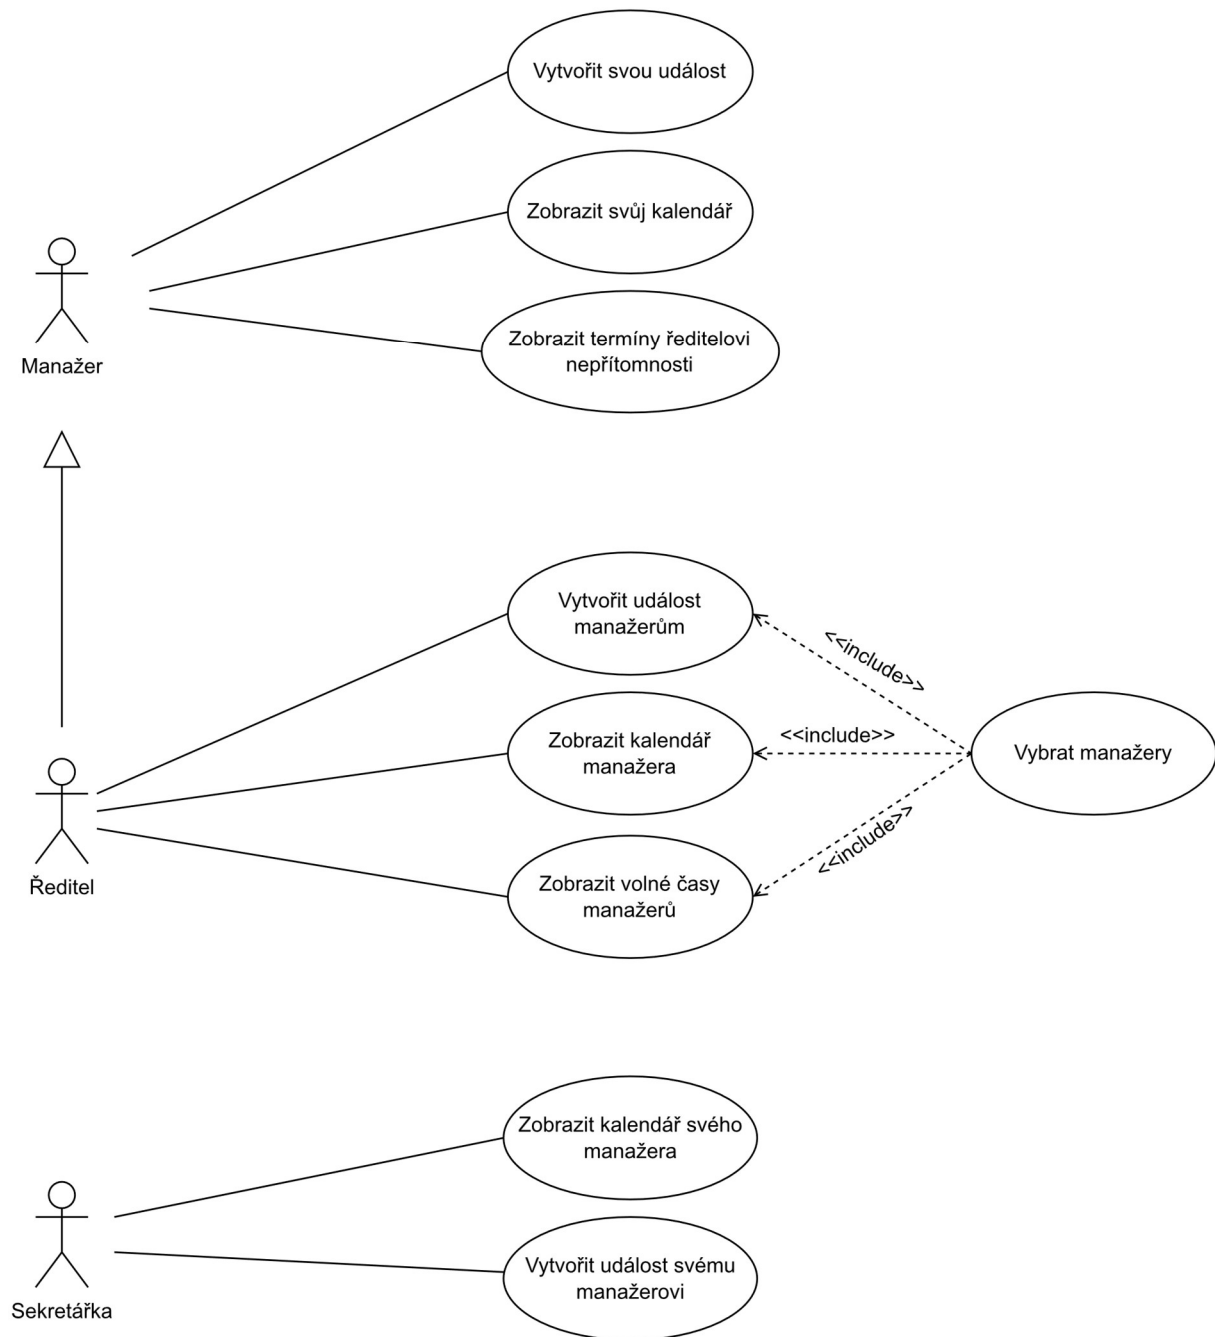 Vytvořit svou událost
Zobrazit svůj kalendář
Zobrazit termíny ředitelovi
nepřítomnosti
Manažer
Vytvořit událost
manažerům
<<include>>
Zobrazit kalendář
manažera
<<include>>
Vybrat manažery
<<include>>
Zobrazit volné časy
manažerů
Ředitel
Zobrazit kalendář svého
manažera
Vytvořit událost svému
manažerovi
Sekretářka